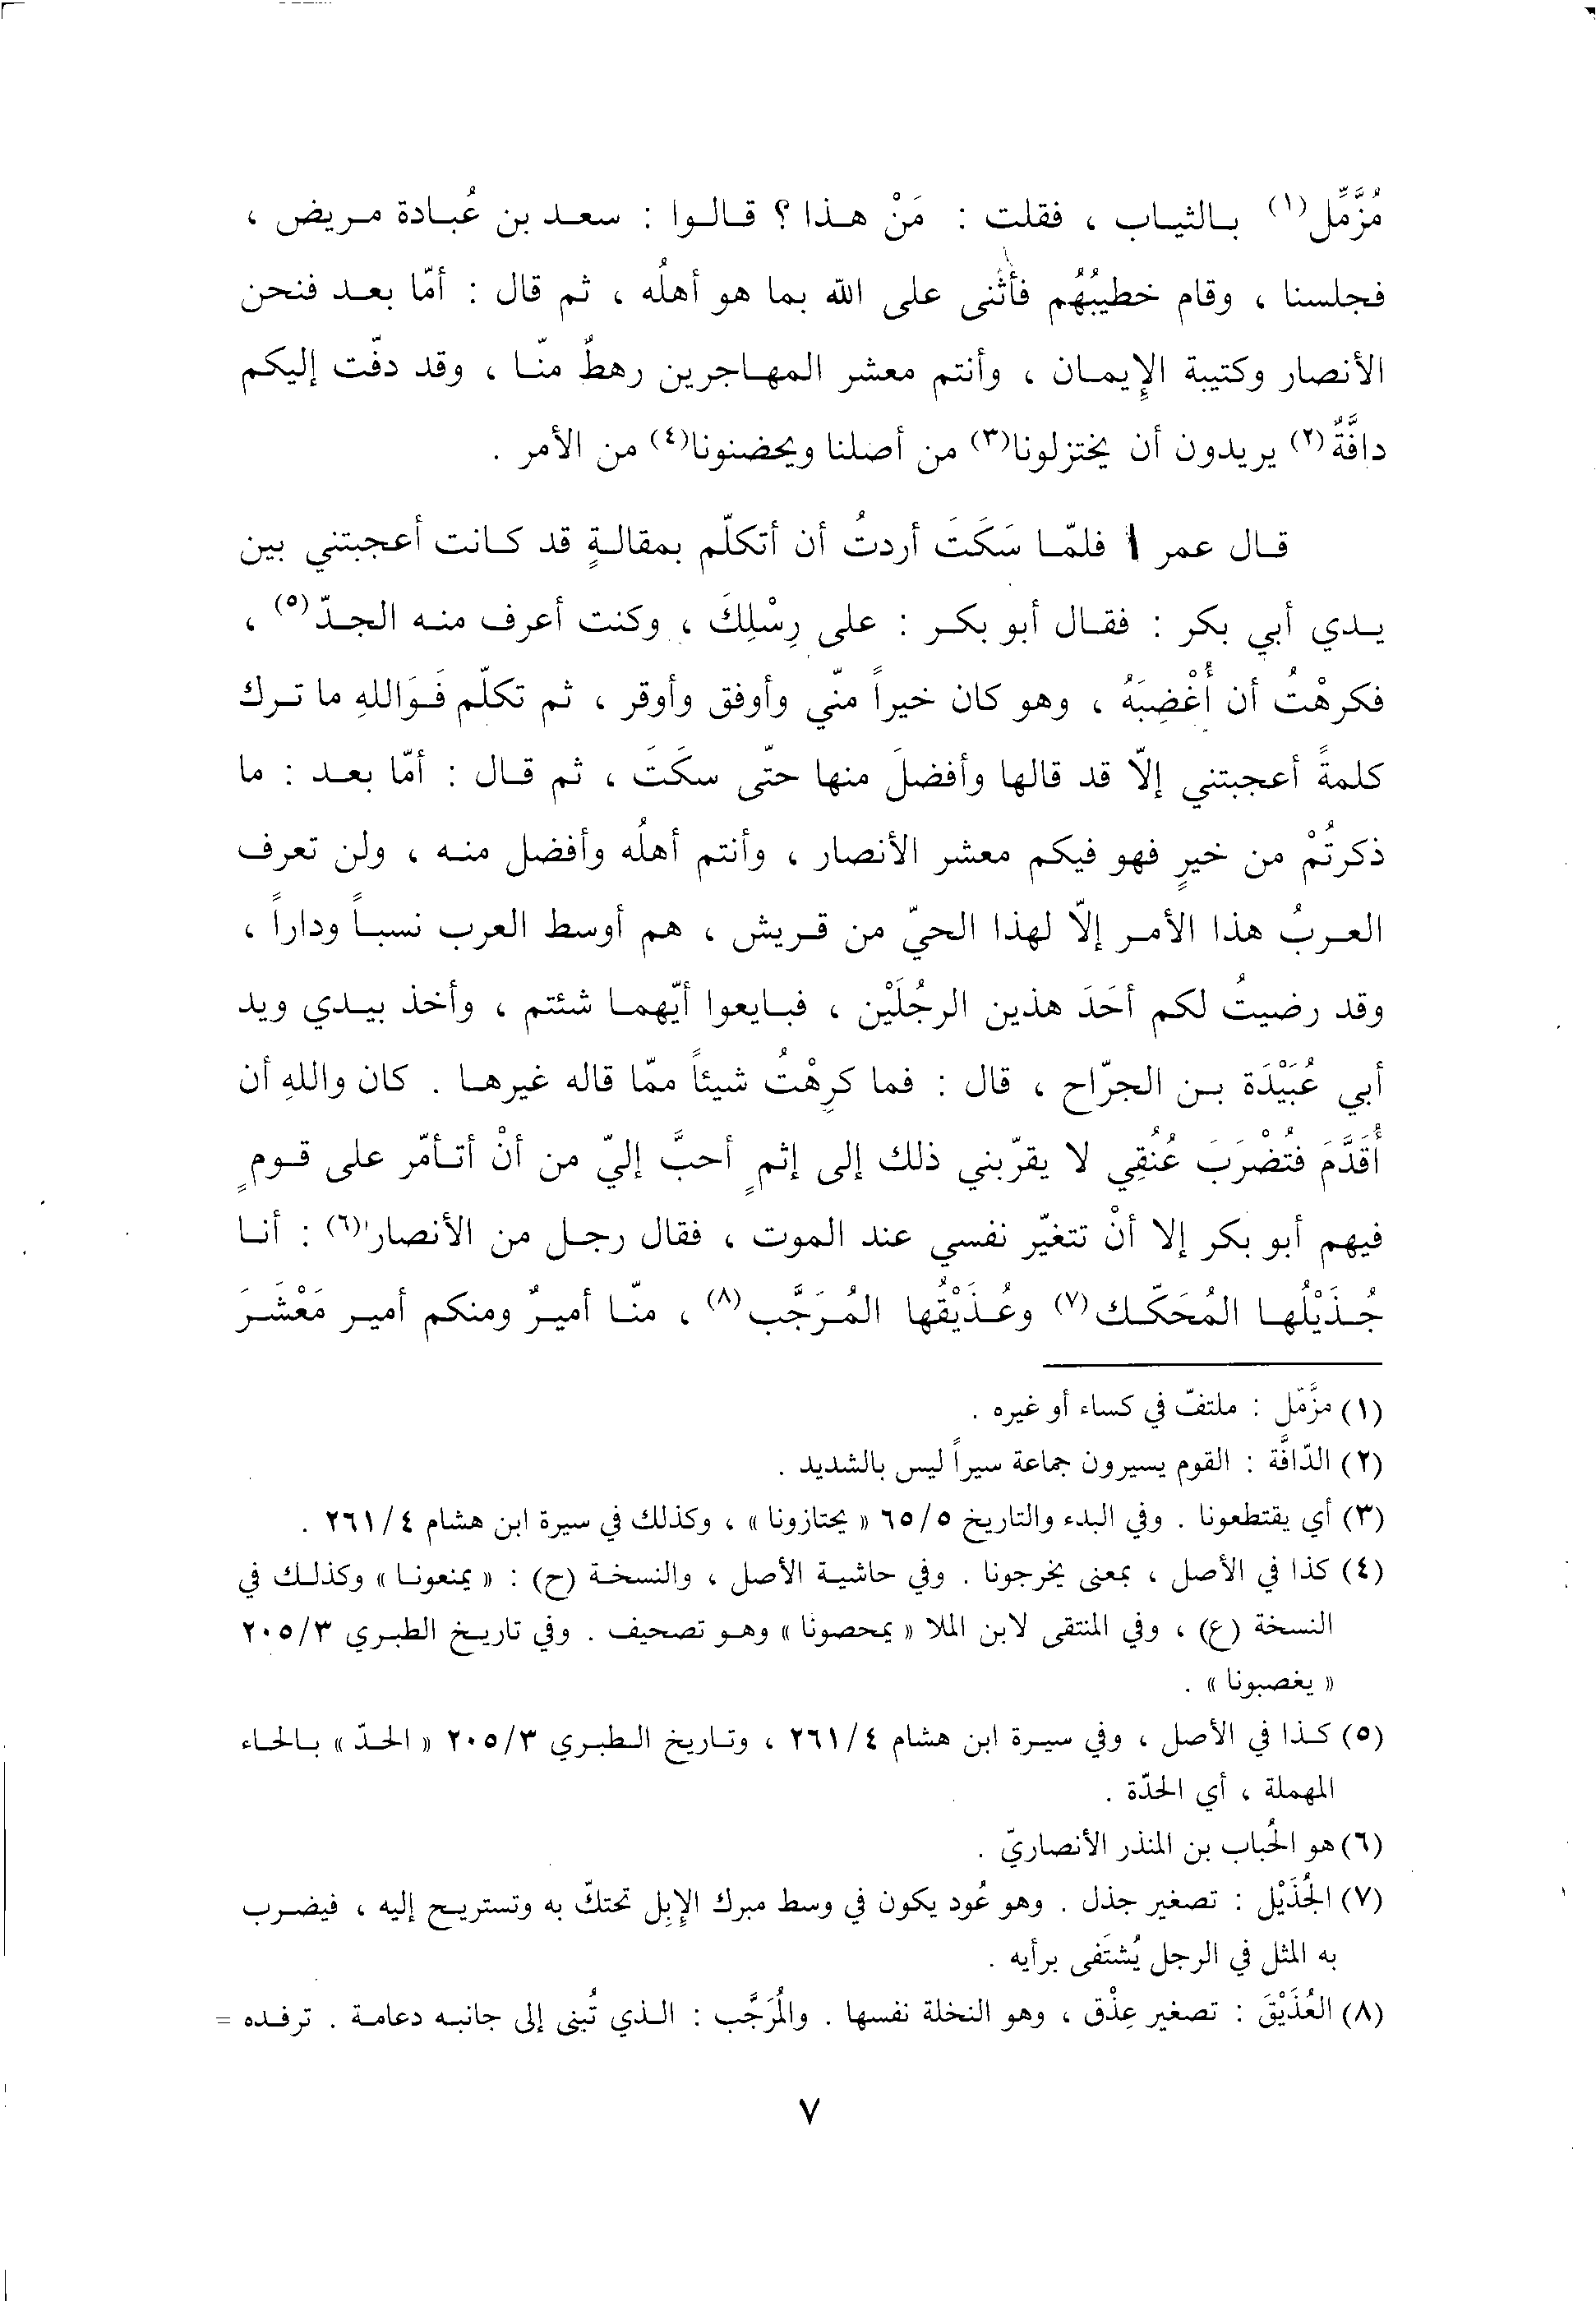 مُزَّمِّل(١) بالثياب ، فقلت : مَنْ هذا ؟ قالوا : سعد بن عُبادة مريض ،
فجلسنا ، وقام خطيبُهُم فأثْنى على الله بما هو أهلُه ، ثم قال : أمّا بعد فنحن
الأنصار وكتيبة الإِيمان ، وأنتم معشر المهاجرين رهطٌ منّا ، وقد دفّت إليكم
دافَّةٌ(٢) يريدون أن يختزلونا(٣) من أصلنا ويحضنونا(٤) من الأمر .
قال عمر فلمّا سَكَتَ أردتُ أن أتكلّم بمقالةٍ قد كانت أعجبتني بين
يدي أبي بكر : فقال أبو بكر : على رِسْلِكَ ، وكنت أعرف منه الجدّ(٥) ،
فكرهْتُ أن أُغْضِبَهُ ، وهو كان خيراً منّي وأوفق وأوقر ، ثم تكلّم فَوَاللهِ ما ترك
كلمةً أعجبتني إلاّ قد قالها وأفضلَ منها حتّى سكَتَ ، ثم قال : أمّا بعد : ما
ذكرتُمْ من خيرٍ فهو فيكم معشر الأنصار ، وأنتم أهلُه وأفضل منه ، ولن تعرف
العربُ هذا الأمر إلاّ لهذا الحيّ من قريش ، هم أوسط العرب نسباً وداراً ،
وقد رضيتُ لكم أحَدَ هذين الرجُلَيْن ، فبايعوا أيّهما شئتم ، وأخذ بيدي ويد
أبي عُبَيْدَة بن الجرّاح ، قال : فما كرِهْتُ شيئاً ممّا قاله غيرها . كان واللهِ أن
أُقَدَّمَ فتُضْرَبَ عُنُقِي لا يقرّبني ذلك إلى إثمٍ أحبَّ إليّ من أنْ أتأمّر على قومٍ
فيهم أبو بكر إلا أنْ تتغيّر نفسي عند الموت ، فقال رجل من الأنصار(٦) : أنا
جُذَيْلُها المُحَكّك(٧) وعُذَيْقُها المُرَجَّب(٨) ، منّا أميرٌ ومنكم أمير مَعْشَرَ
(١) مزَّمّل : ملتفّ في كساء أو غيره .
(٢) الدّافَّة : القوم يسيرون جماعة سيراً ليس بالشديد .
(٣) أي يقتطعونا . وفي البدء والتاريخ ٦٥/٥ « يحتازونا » ، وكذلك في سيرة ابن هشام ٢٦١/٤ .
(٤) كذا في الأصل ، بمعنى يخرجونا . وفي حاشية الأصل ، والنسخة (ح) : « يمنعونا » وكذلك في
النسخة (ع) ، وفي المنتقى لابن الملا « يمحصونا » وهو تصحيف . وفي تاريخ الطبري ٢٠٥/٣
« يغصبونا » .
(٥) كذا في الأصل ، وفي سيرة ابن هشام ٢٦١/٤ ، وتاريخ الطبري ٢٠٥/٣ « الحدّ » بالحاء
المهملة ، أي الحدّة .
(٦) هو الحُباب بن المنذر الأنصاريّ .
(٧) الجُذَيْل : تصغير جذل . وهو عُود يكون في وسط مبرك الإِبِل تحتكّ به وتستريح إليه ، فيضرب
به المثل في الرجل يُشتَفى برأيه .
(٨) العُذَيْقَ : تصغير عِذْق ، وهو النخلة نفسها . والمُرَجَّب : الذي تُبنى إلى جانبه دعامة . ترفده =
٧